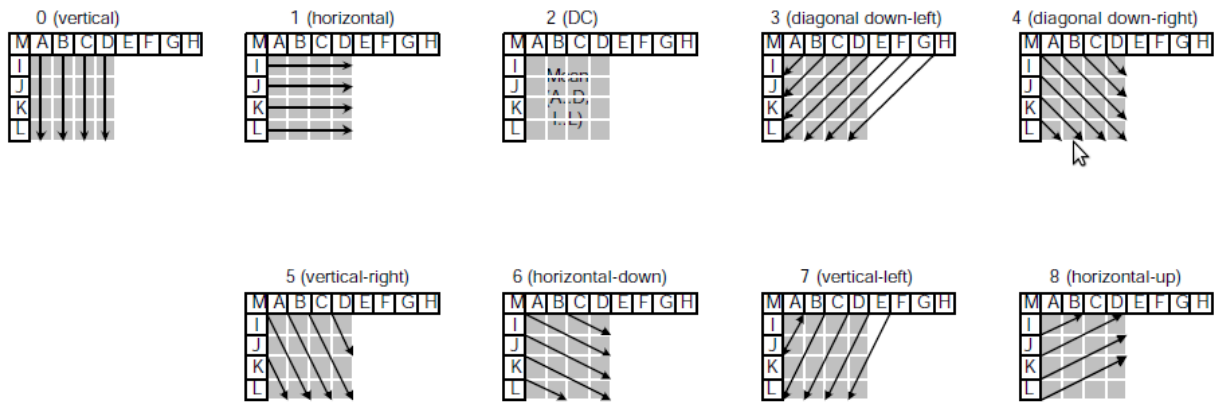 0 (vertical)
M A B C D E F G H
I
J
K
L
1 (horizontal)
M A B C D E F G H
I
J
K
L
2 (DC)
M A B C D E F G H
I
J
K
L
Mean
(A..D,
I..L)
3 (diagonal down-left)
M A B C D E F G H
I
J
K
L
4 (diagonal down-right)
M A B C D E F G H
I
J
K
L
5 (vertical-right)
M A B C D E F G H
I
J
K
L
6 (horizontal-down)
M A B C D E F G H
I
J
K
L
7 (vertical-left)
M A B C D E F G H
I
J
K
L
8 (horizontal-up)
M A B C D E F G H
I
J
K
L